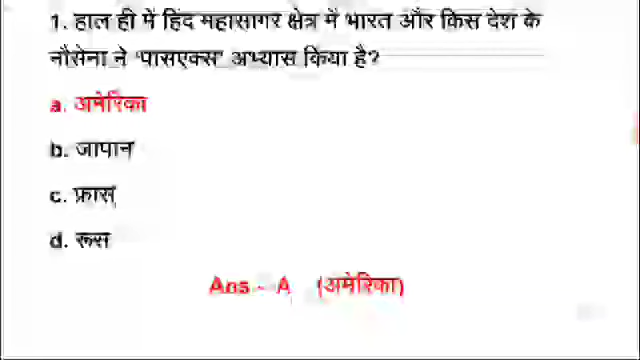 1. हाल ही में हिंद महासागर क्षेत्र में भारत और किस देश के
नौसेना ने 'पासएक्स' अभ्यास किया है?
a. अमेरिका
b. जापान
c. फ्रांस
d. रूस
Ans - A (अमेरिका)